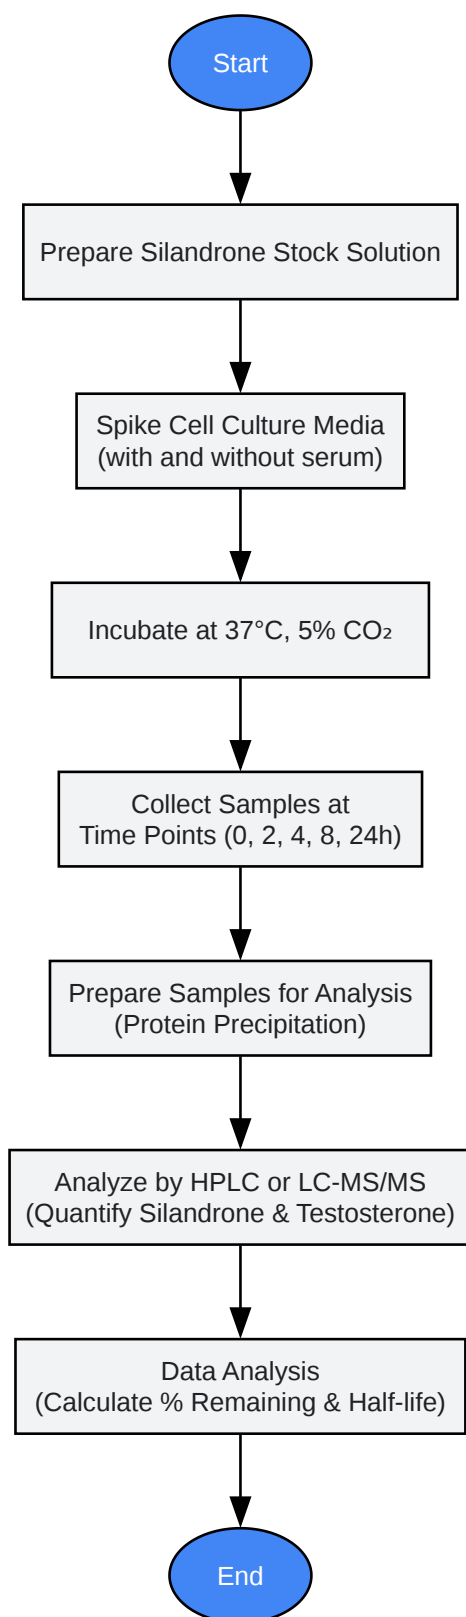 Start
Prepare Silandrone Stock Solution
Spike Cell Culture Media
(with and without serum)
Incubate at 37°C, 5% CO₂
Collect Samples at
Time Points (0, 2, 4, 8, 24h)
Prepare Samples for Analysis
(Protein Precipitation)
Analyze by HPLC or LC-MS/MS
(Quantify Silandrone & Testosterone)
Data Analysis
(Calculate % Remaining & Half-life)
End